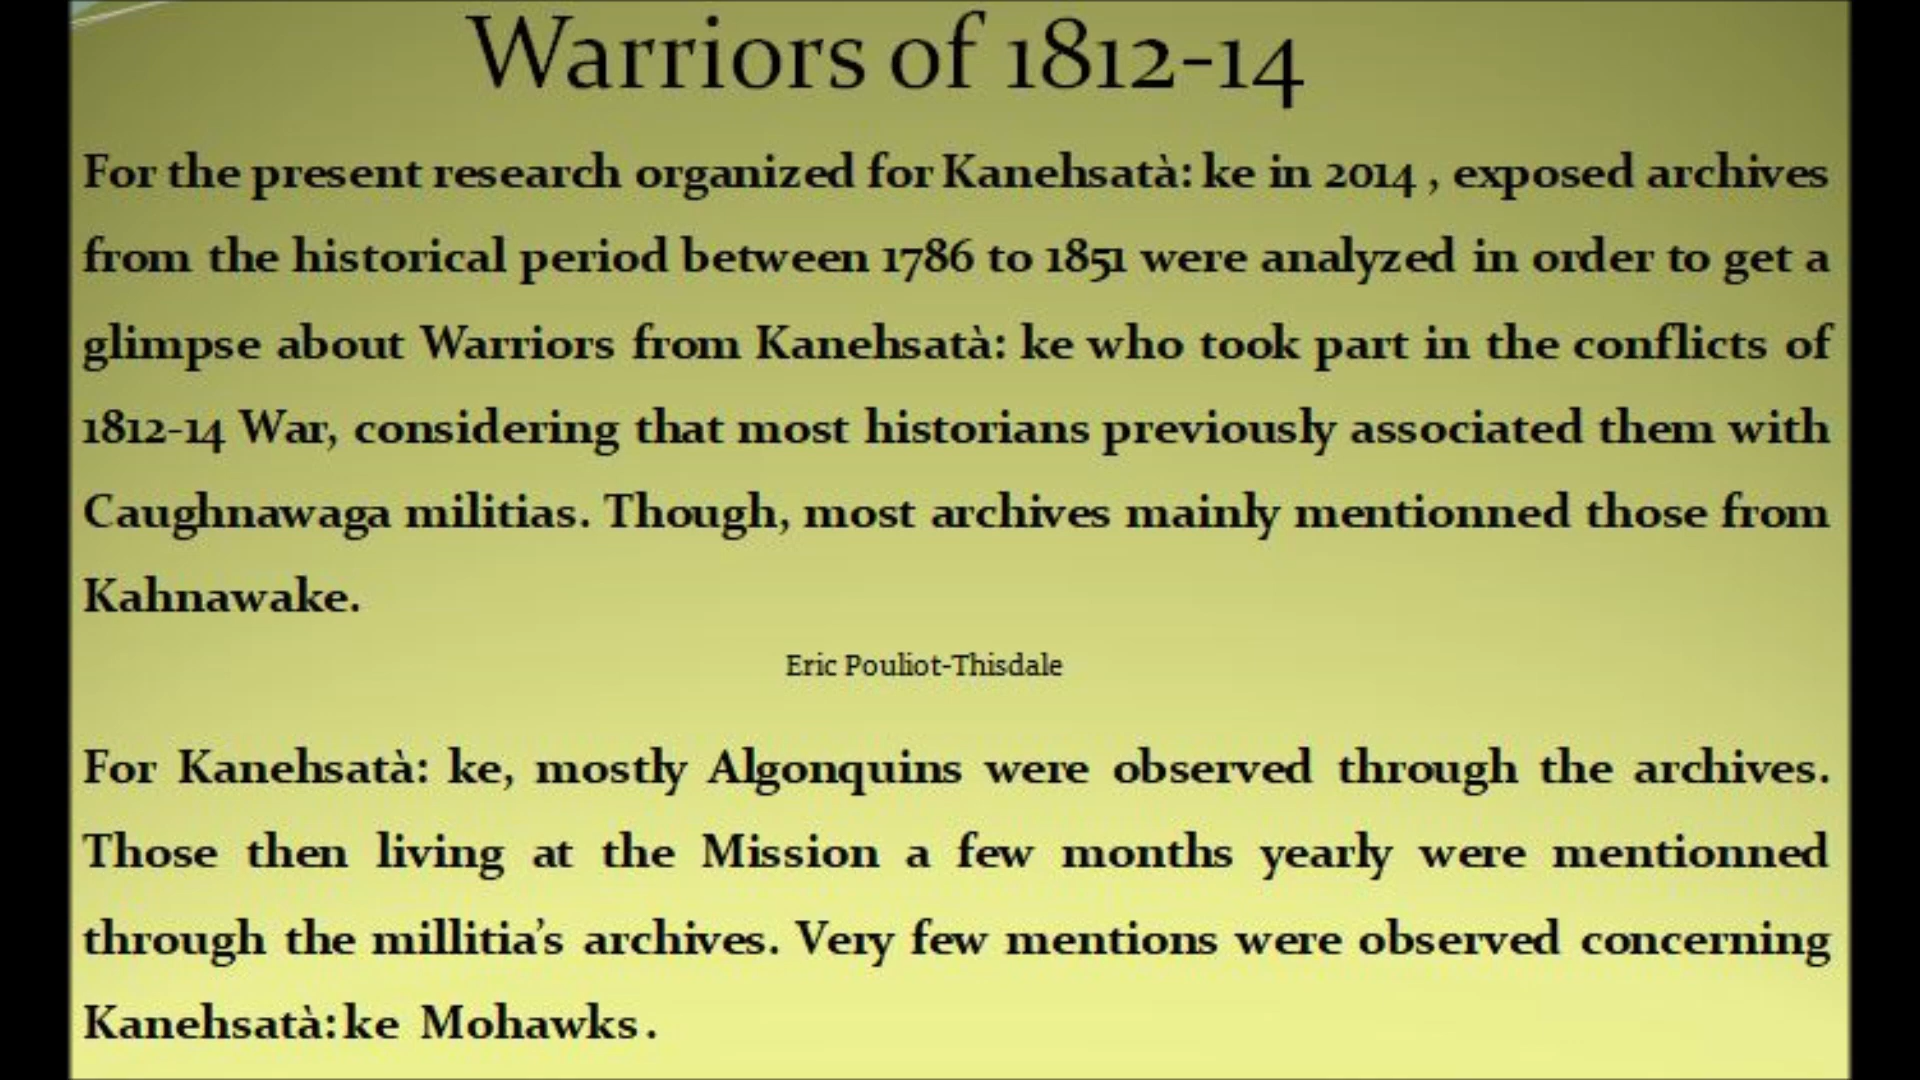 Warriors of 1812-14
For the present research organized for Kanehsatà: ke in 2014 , exposed archives
from the historical period between 1786 to 1851 were analyzed in order to get a
glimpse about Warriors from Kanehsatà: ke who took part in the conflicts of
1812-14 War, considering that most historians previously associated them with
Caughnawaga militias. Though, most archives mainly mentionned those from
Kahnawake.
Eric Pouliot-Thisdale
For Kanehsatà: ke, mostly Algonquins were observed through the archives.
Those then living at the Mission a few months yearly were mentionned
through the millitia’s archives. Very few mentions were observed concerning
Kanehsatà: ke Mohawks .